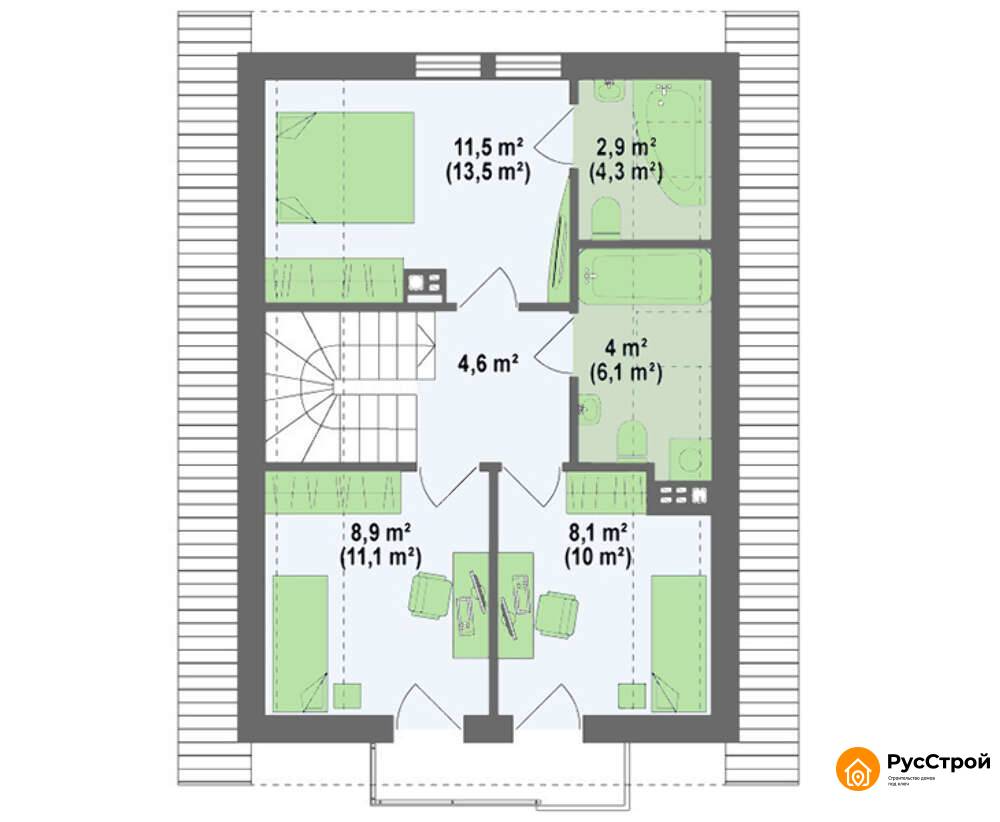 11,5 m²
(13,5 m²)
2,9 m²
(4,3 m²)
4,6 m²
4 m²
(6,1 m²)
8,9 m²
(11,1 m²)
8,1 m²
(10 m²)
РусСтрой
Строительство домов
под ключ